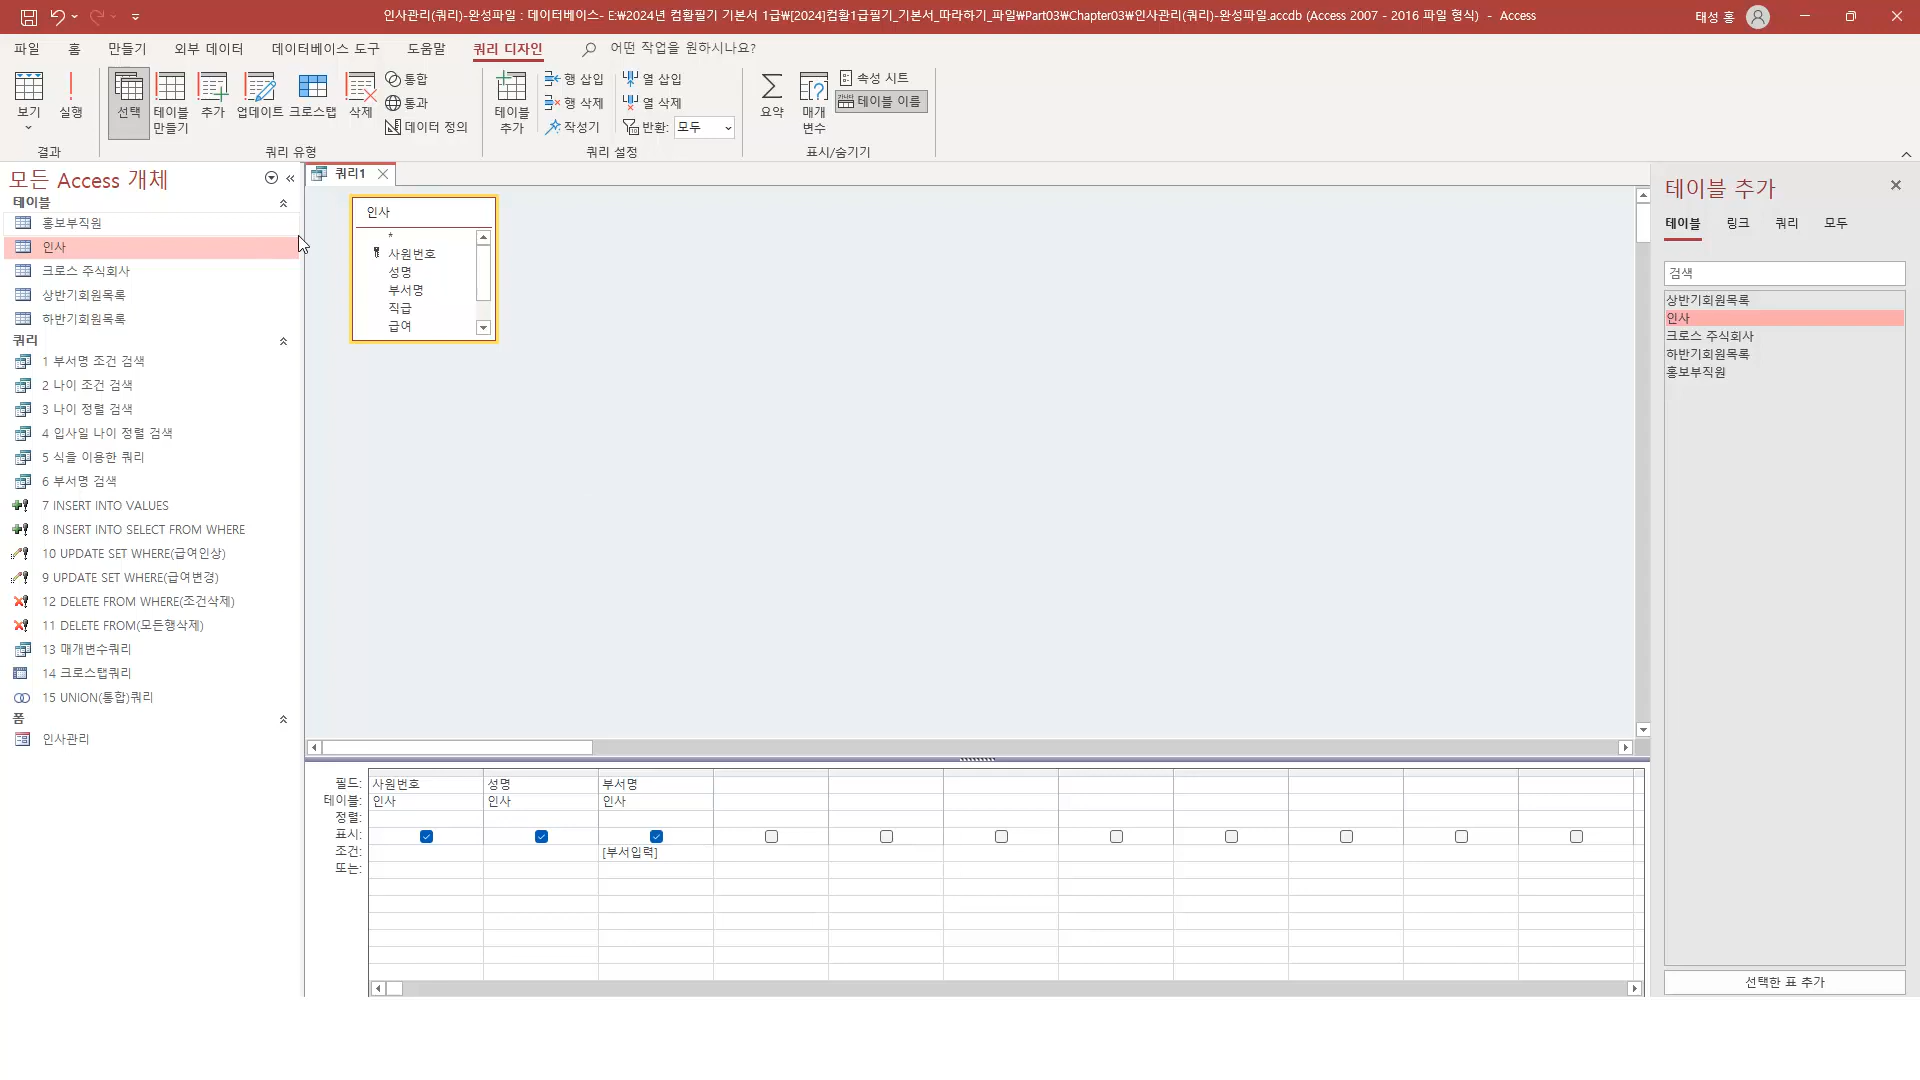 인사관리(쿼리)-완성파일 : 데이터베이스- E:₩2024년 컴활필기 기본서 1급₩[2024]컴활1급필기_기본서_따라하기_파일₩Part03₩Chapter03₩인사관리(쿼리)-완성파일.accdb (Access 2007 - 2016 파일 형식) - Access
태성 홍
파일 홈 만들기 외부 데이터 데이터베이스 도구 도움말 쿼리 디자인 어떤 작업을 원하시나요?
보기
실행
결과
선택
테이블 만들기
추가
업데이트
크로스탭
삭제
통합
통과
데이터 정의
쿼리 유형
테이블 추가
행 삽입
행 삭제
작성기
열 삽입
열 삭제
반환: 모두
쿼리 설정
요약
매개 변수
속성 시트
테이블 이름
표시/숨기기
모든 Access 개체
테이블
홍보부직원
인사
크로스 주식회사
상반기회원목록
하반기회원목록
쿼리
1 부서명 조건 검색
2 나이 조건 검색
3 나이 정렬 검색
4 입사일 나이 정렬 검색
5 식을 이용한 쿼리
6 부서명 검색
7 INSERT INTO VALUES
8 INSERT INTO SELECT FROM WHERE
10 UPDATE SET WHERE(급여인상)
9 UPDATE SET WHERE(급여변경)
12 DELETE FROM WHERE(조건삭제)
11 DELETE FROM(모든행삭제)
13 매개변수쿼리
14 크로스탭쿼리
15 UNION(통합)쿼리
폼
인사관리
쿼리1
인사
*
사원번호
성명
부서명
직급
급여
필드: 사원번호 성명 부서명
테이블: 인사 인사 인사
정렬:
표시:
조건: [부서입력]
또는:
테이블 추가
테이블 링크 쿼리 모두
검색
상반기회원목록
인사
크로스 주식회사
하반기회원목록
홍보부직원
선택한 표 추가